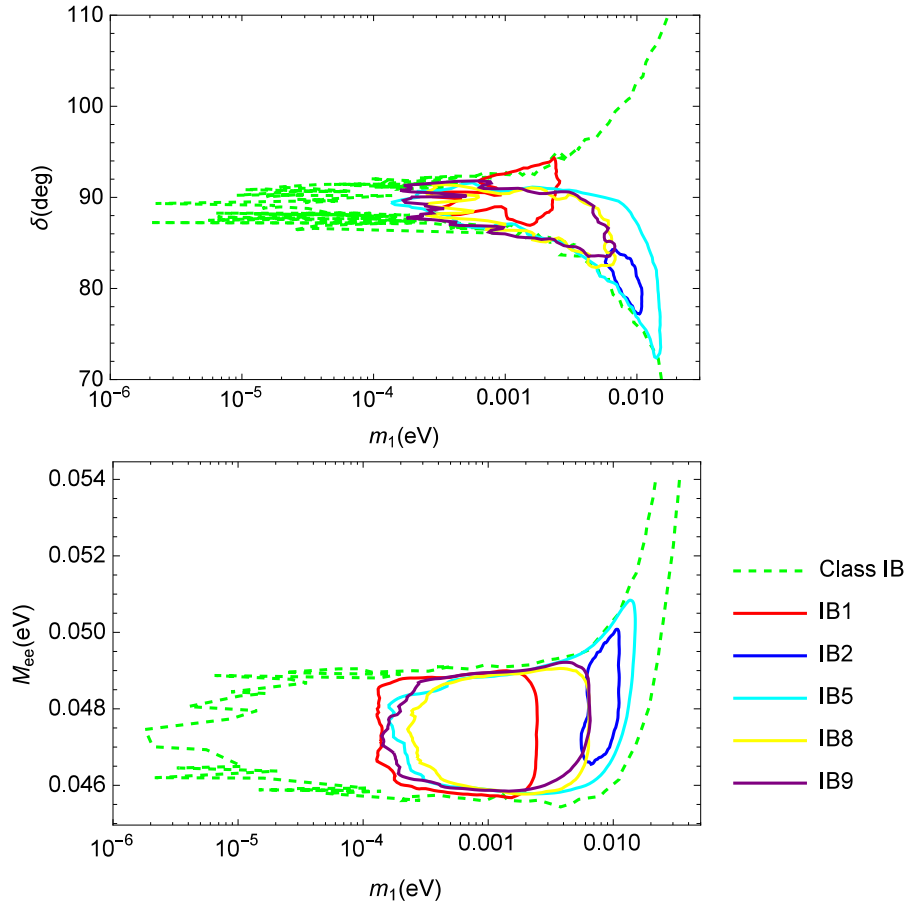 110
100
90
80
70
δ(deg)
10⁻⁶
10⁻⁵
10⁻⁴
0.001
0.010
m₁(eV)
0.054
0.052
0.050
0.048
0.046
Mₑₑ(eV)
10⁻⁶
10⁻⁵
10⁻⁴
0.001
0.010
m₁(eV)
Class IB
IB1
IB2
IB5
IB8
IB9